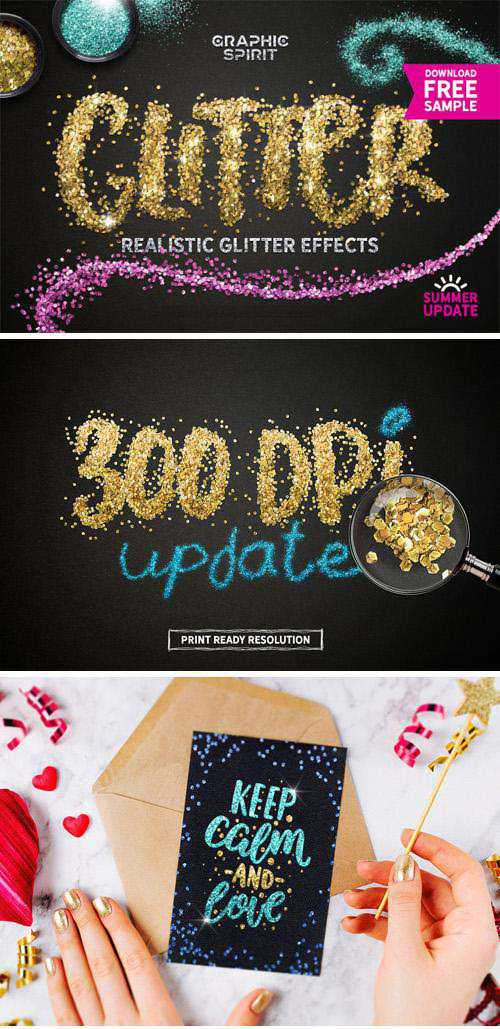 GRAPHIC
SPIRIT
DOWNLOAD
FREE
SAMPLE
GLITTER
REALISTIC GLITTER EFFECTS
SUMMER
UPDATE
300 DPi
update
PRINT READY RESOLUTION
KEEP
calm
-AND-
love